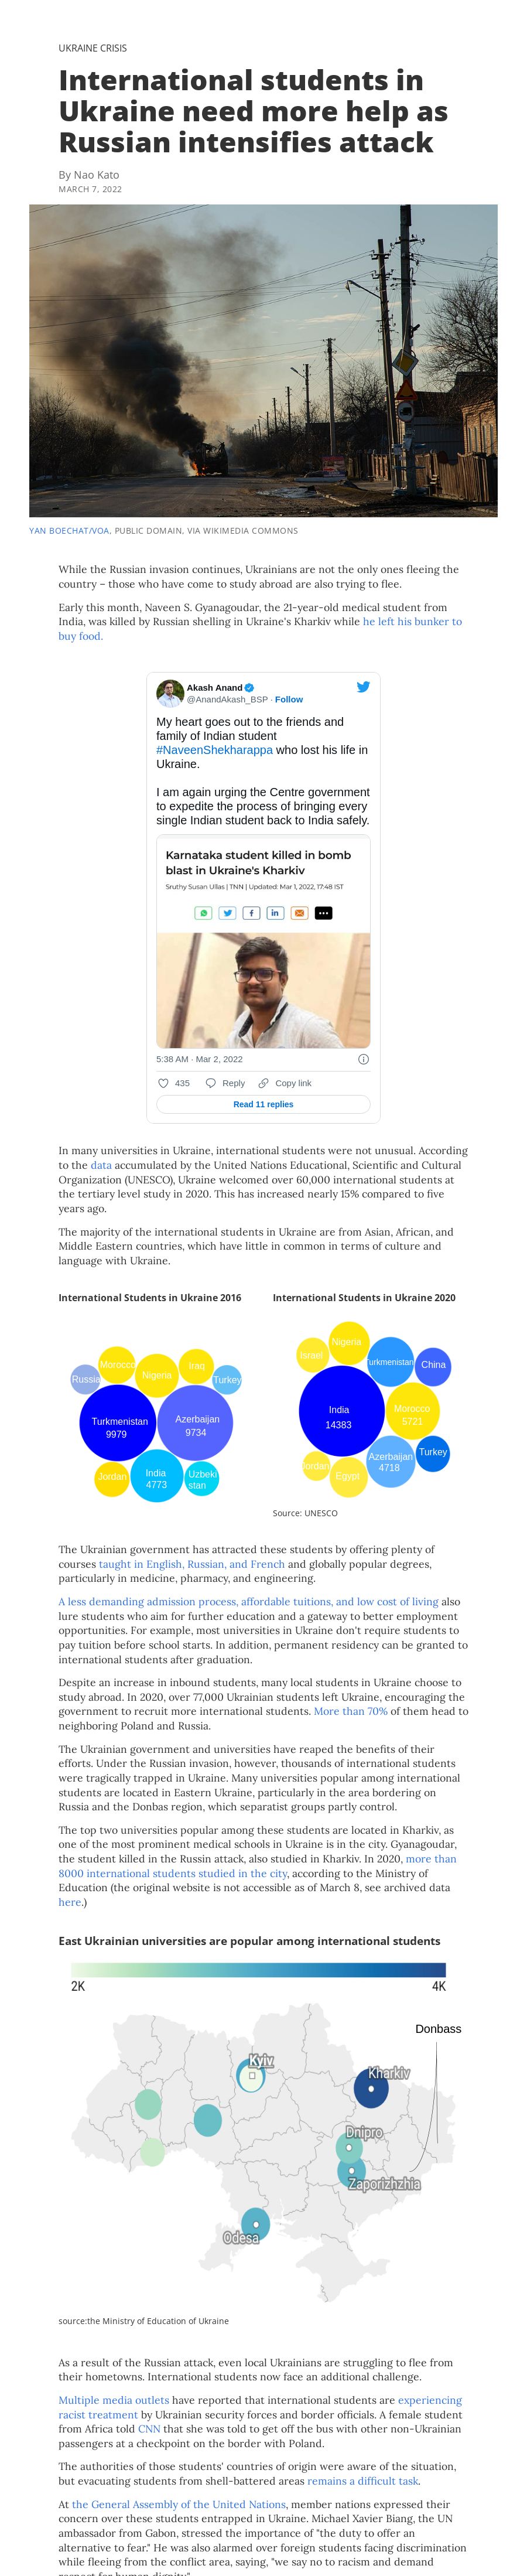 UKRAINE CRISIS
International students in
Ukraine need more help as
Russian intensifies attack
By Nao Kato
MARCH 7, 2022
YAN BOECHAT/VOA, PUBLIC DOMAIN, VIA WIKIMEDIA COMMONS
While the Russian invasion continues, Ukrainians are not the only ones fleeing the
country – those who have come to study abroad are also trying to flee.
Early this month, Naveen S. Gyanagoudar, the 21-year-old medical student from
India, was killed by Russian shelling in Ukraine's Kharkiv while he left his bunker to
buy food.
Akash Anand
@AnandAkash_BSP · Follow
My heart goes out to the friends and
family of Indian student
#NaveenShekharappa who lost his life in
Ukraine.
I am again urging the Centre government
to expedite the process of bringing every
single Indian student back to India safely.
Karnataka student killed in bomb
blast in Ukraine's Kharkiv
Sruthy Susan Ullas | TNN | Updated: Mar 1, 2022, 17:48 IST
5:38 AM · Mar 2, 2022
435 Reply Copy link
Read 11 replies
In many universities in Ukraine, international students were not unusual. According
to the data accumulated by the United Nations Educational, Scientific and Cultural
Organization (UNESCO), Ukraine welcomed over 60,000 international students at
the tertiary level study in 2020. This has increased nearly 15% compared to five
years ago.
The majority of the international students in Ukraine are from Asian, African, and
Middle Eastern countries, which have little in common in terms of culture and
language with Ukraine.
International Students in Ukraine 2016
Morocco
Iraq
Nigeria
Russia
Turkey
Turkmenistan
9979
Azerbaijan
9734
Jordan
India
4773
Uzbeki
stan
International Students in Ukraine 2020
Nigeria
Israel
Turkmenistan
China
India
14383
Morocco
5721
Azerbaijan
4718
Turkey
Jordan
Egypt
Source: UNESCO
The Ukrainian government has attracted these students by offering plenty of
courses taught in English, Russian, and French and globally popular degrees,
particularly in medicine, pharmacy, and engineering.
A less demanding admission process, affordable tuitions, and low cost of living also
lure students who aim for further education and a gateway to better employment
opportunities. For example, most universities in Ukraine don't require students to
pay tuition before school starts. In addition, permanent residency can be granted to
international students after graduation.
Despite an increase in inbound students, many local students in Ukraine choose to
study abroad. In 2020, over 77,000 Ukrainian students left Ukraine, encouraging the
government to recruit more international students. More than 70% of them head to
neighboring Poland and Russia.
The Ukrainian government and universities have reaped the benefits of their
efforts. Under the Russian invasion, however, thousands of international students
were tragically trapped in Ukraine. Many universities popular among international
students are located in Eastern Ukraine, particularly in the area bordering on
Russia and the Donbas region, which separatist groups partly control.
The top two universities popular among these students are located in Kharkiv, as
one of the most prominent medical schools in Ukraine is in the city. Gyanagoudar,
the student killed in the Russin attack, also studied in Kharkiv. In 2020, more than
8000 international students studied in the city, according to the Ministry of
Education (the original website is not accessible as of March 8, see archived data
here.)
East Ukrainian universities are popular among international students
2K 4K
Donbass
Kyiv
Kharkiv
Dnipro
Zaporizhzhia
Odesa
source:the Ministry of Education of Ukraine
As a result of the Russian attack, even local Ukrainians are struggling to flee from
their hometowns. International students now face an additional challenge.
Multiple media outlets have reported that international students are experiencing
racist treatment by Ukrainian security forces and border officials. A female student
from Africa told CNN that she was told to get off the bus with other non-Ukrainian
passengers at a checkpoint on the border with Poland.
The authorities of those students' countries of origin were aware of the situation,
but evacuating students from shell-battered areas remains a difficult task.
At the General Assembly of the United Nations, member nations expressed their
concern over these students entrapped in Ukraine. Michael Xavier Biang, the UN
ambassador from Gabon, stressed the importance of "the duty to offer an
alternative to fear." He was also alarmed over foreign students facing discrimination
while fleeing from the conflict area, saying, "we say no to racism and demand